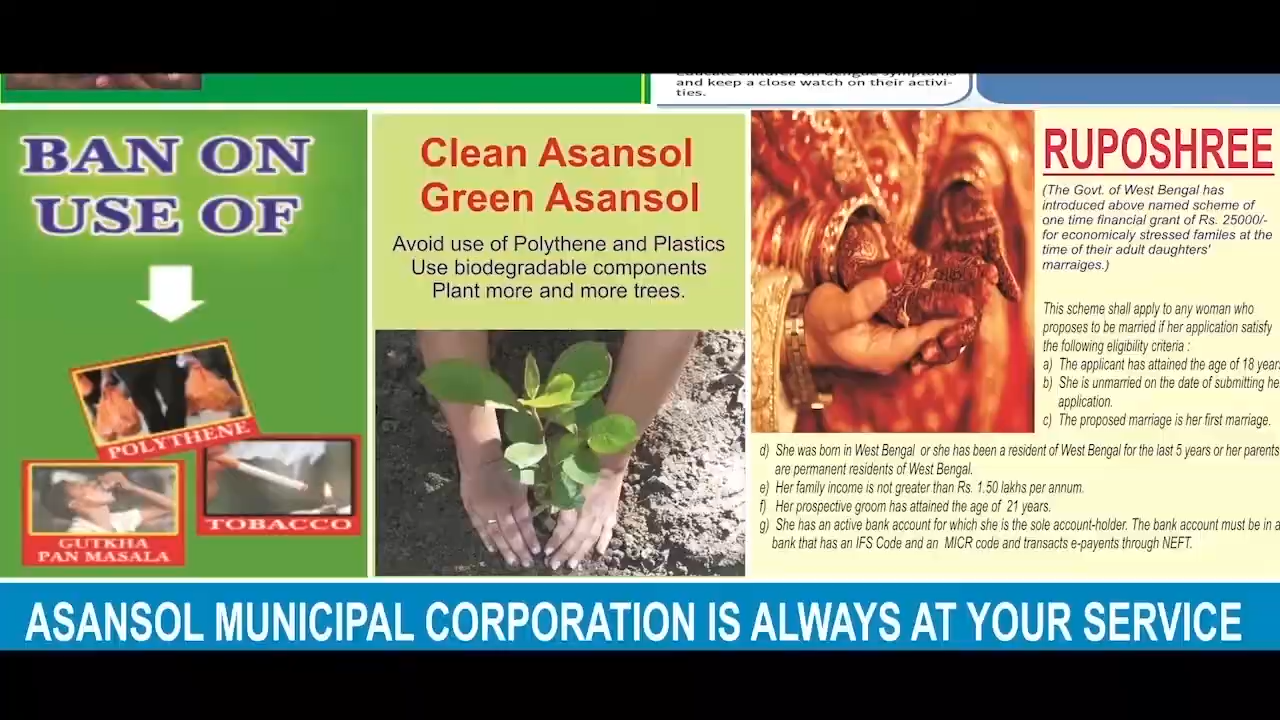 and keep a close watch on their activi-
ties.
BAN ON
USE OF
POLYTHENE
TOBACCO
GUTKHA
PAN MASALA
Clean Asansol
Green Asansol
Avoid use of Polythene and Plastics
Use biodegradable components
Plant more and more trees.
RUPOSHREE
(The Govt. of West Bengal has
introduced above named scheme of
one time financial grant of Rs. 25000/-
for economicaly stressed familes at the
time of their adult daughters'
marraiges.)
This scheme shall apply to any woman who
proposes to be married if her application satisfy
the following eligibility criteria :
a) The applicant has attained the age of 18 years
b) She is unmarried on the date of submitting he
application.
c) The proposed marriage is her first marriage.
d) She was born in West Bengal or she has been a resident of West Bengal for the last 5 years or her parents
are permanent residents of West Bengal.
e) Her family income is not greater than Rs. 1.50 lakhs per annum.
f) Her prospective groom has attained the age of 21 years.
g) She has an active bank account for which she is the sole account-holder. The bank account must be in a
bank that has an IFS Code and an MICR code and transacts e-payents through NEFT.
ASANSOL MUNICIPAL CORPORATION IS ALWAYS AT YOUR SERVICE